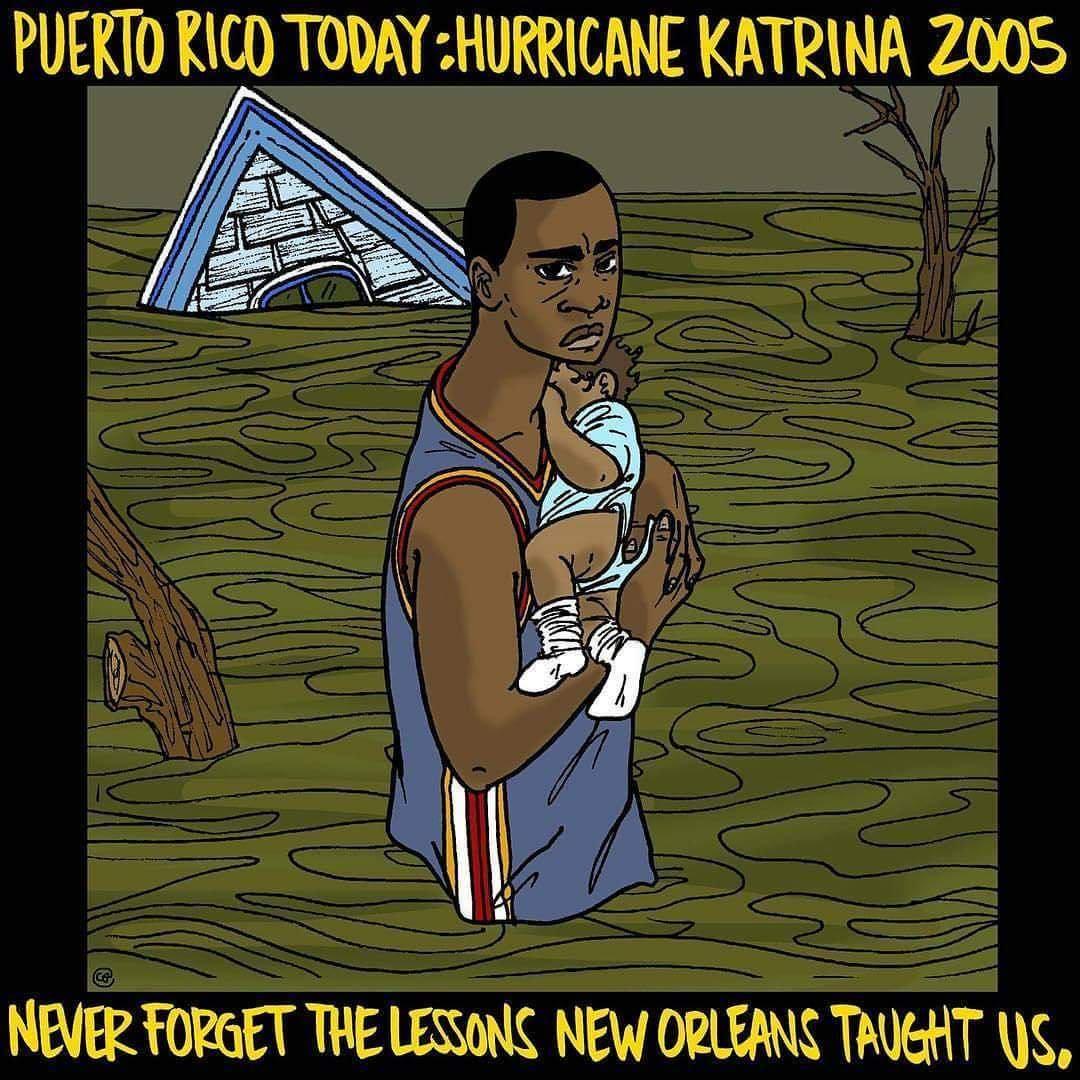 PUERTO RICO TODAY:HURRICANE KATRINA 2005
NEVER FORGET THE LESSONS NEW ORLEANS TAUGHT US.